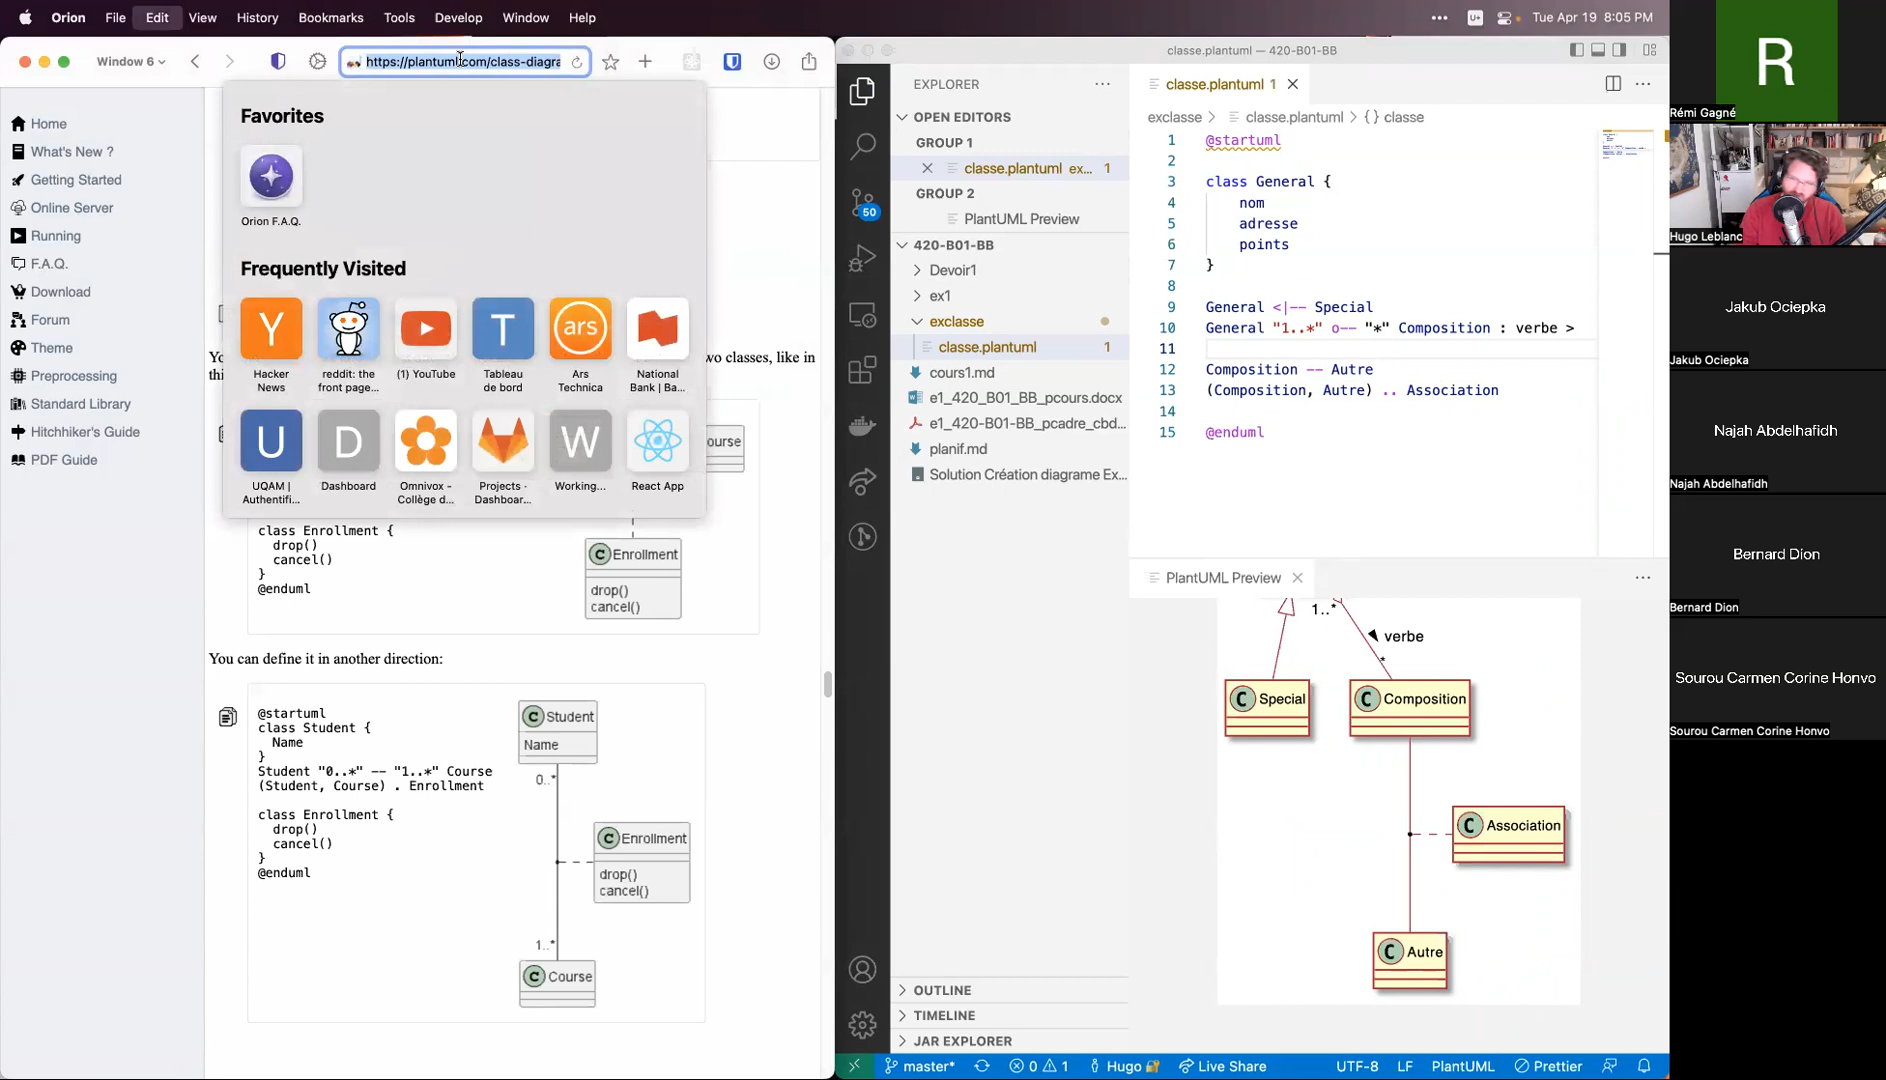 Orion File Edit View History Bookmarks Tools Develop Window Help
Tue Apr 19 8:05 PM
Window 6
https://plantuml.com/class-diagra
Home
What's New ?
Getting Started
Online Server
Running
F.A.Q.
Download
Forum
Theme
Preprocessing
Standard Library
Hitchhiker's Guide
PDF Guide
Favorites
Orion F.A.Q.
Frequently Visited
Y
T
ars
Hacker
News
reddit: the
front page...
(1) YouTube
Tableau
de bord
Ars
Technica
National
Bank | Ba...
U
D
W
UQAM |
Authentifi...
Dashboard
Omnivox -
Collège d...
Projects ·
Dashboar...
Working...
React App
wo classes, like in
thi
ourse
class Enrollment {
drop()
cancel()
}
@enduml
C Enrollment
drop()
cancel()
You can define it in another direction:
@startuml
class Student {
Name
}
Student "0..*" -- "1..*" Course
(Student, Course) . Enrollment
class Enrollment {
drop()
cancel()
}
@enduml
C Student
Name
0..*
C Enrollment
drop()
cancel()
1..*
C Course
classe.plantuml — 420-B01-BB
EXPLORER
OPEN EDITORS
GROUP 1
classe.plantuml ex... 1
GROUP 2
PlantUML Preview
420-B01-BB
Devoir1
ex1
exclasse
classe.plantuml 1
cours1.md
e1_420_B01_BB_pcours.docx
e1_420-B01-BB_pcadre_cbd...
planif.md
Solution Création diagrame Ex...
OUTLINE
TIMELINE
JAR EXPLORER
50
classe.plantuml 1
exclasse > classe.plantuml > {} classe
1 @startuml
2
3 class General {
4 nom
5 adresse
6 points
7 }
8
9 General <|-- Special
10 General "1..*" o-- "*" Composition : verbe >
11
12 Composition -- Autre
13 (Composition, Autre) .. Association
14
15 @enduml
PlantUML Preview
1..*
verbe
*
C Special
C Composition
C Association
C Autre
master* 0 1 Hugo Live Share
UTF-8 LF PlantUML Prettier
R
Rémi Gagné
Hugo Leblanc
Jakub Ociepka
Jakub Ociepka
Najah Abdelhafidh
Najah Abdelhafidh
Bernard Dion
Bernard Dion
Sourou Carmen Corine Honvo
Sourou Carmen Corine Honvo